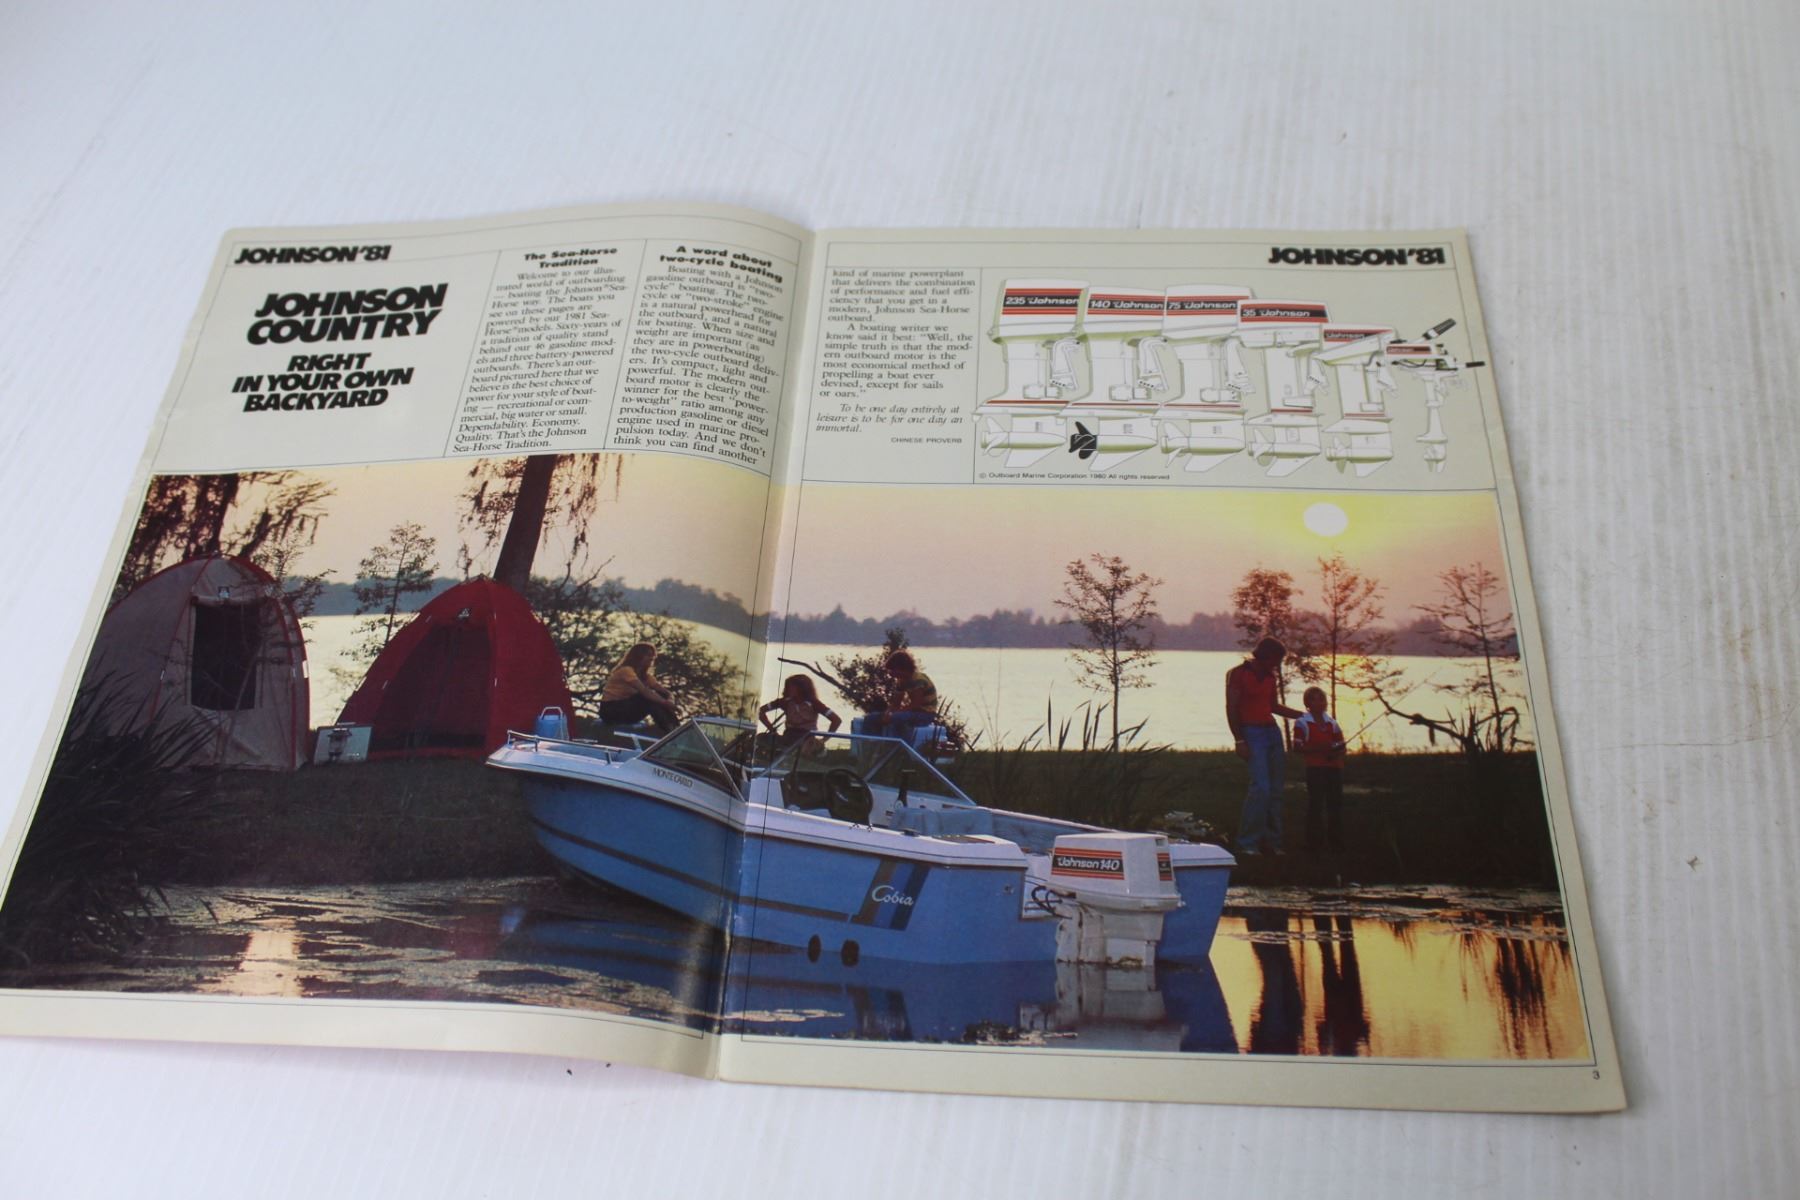 JOHNSON '81
JOHNSON
COUNTRY
RIGHT
IN YOUR OWN
BACKYARD
The Sea-Horse
Tradition
Welcome to our illus-
trated world of outboarding
— boating the Johnson® Sea-
Horse way. The boats you
see on these pages are
powered by our 1981 Sea-
Horse® models. Sixty-years of
a tradition of quality stand
behind our 46 gasoline mod-
els and three battery-powered
outboards. There's an out-
board pictured here that we
believe is the best choice of
power for your style of boat-
ing — recreational or com-
mercial, big water or small.
Dependability. Economy.
Quality. That's the Johnson
Sea-Horse Tradition.
A word about
two-cycle boating
Boating with a Johnson
gasoline outboard is "two-
cycle" boating. The two-
cycle or "two-stroke" engine
is a natural powerhead for
the outboard, and a natural
for boating. When size and
weight are important (as
they are in powerboating)
the two-cycle outboard deliv-
ers. It's compact, light and
powerful. The modern out-
board motor is clearly the
winner for the best "power-
to-weight" ratio among any
production gasoline or diesel
engine used in marine pro-
pulsion today. And we don't
think you can find another
kind of marine powerplant
that delivers the combination
of performance and fuel effi-
ciency that you get in a
modern, Johnson Sea-Horse
outboard.
A boating writer we
know said it best: "Well, the
simple truth is that the mod-
ern outboard motor is the
most economical method of
propelling a boat ever
devised, except for sails
or oars."
To be one day entirely at
leisure is to be for one day an
immortal.
CHINESE PROVERB
JOHNSON '81
235 Johnson
140 Johnson
75 Johnson
35 Johnson
Johnson
Johnson
© Outboard Marine Corporation 1980 All rights reserved
MONTE CARLO
Cobia
Johnson 140
3